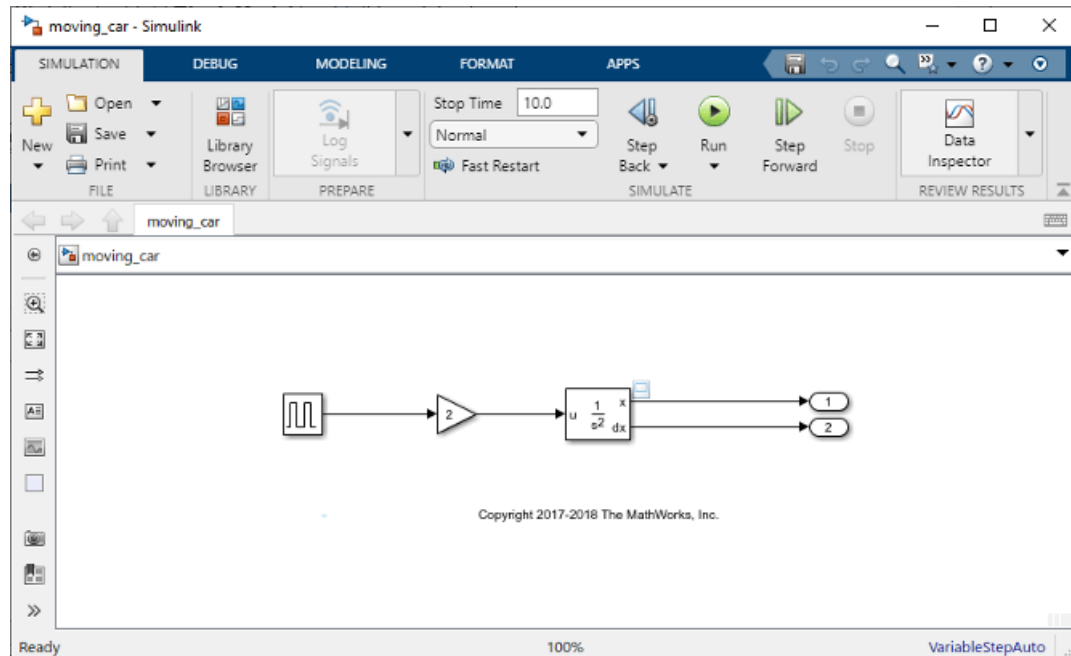 moving_car - Simulink
SIMULATION DEBUG MODELING FORMAT APPS
New
Open
Save
Print
FILE
Library
Browser
LIBRARY
Log
Signals
PREPARE
Stop Time 10.0
Normal
Fast Restart
Step
Back
Run
Step
Forward
Stop
SIMULATE
Data
Inspector
REVIEW RESULTS
moving_car
moving_car
2
u 1 x
s2 dx
1
2
Copyright 2017-2018 The MathWorks, Inc.
Ready 100% VariableStepAuto